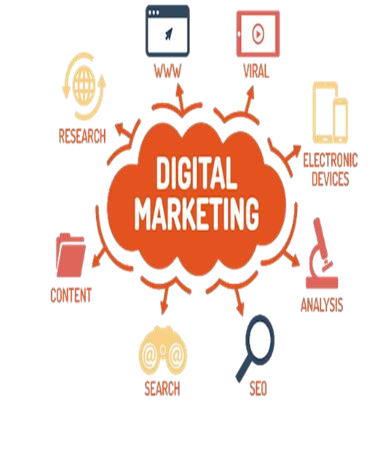 WWW
VIRAL
RESEARCH
ELECTRONIC
DEVICES
DIGITAL
MARKETING
CONTENT
ANALYSIS
@ @
SEARCH
SEO